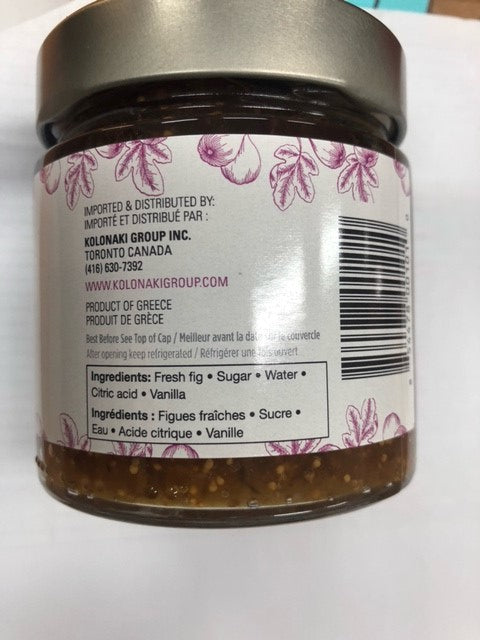 IMPORTED & DISTRIBUTED BY:
IMPORTÉ ET DISTRIBUÉ PAR :
KOLONAKI GROUP INC.
TORONTO CANADA
(416) 630-7392
WWW.KOLONAKIGROUP.COM
PRODUCT OF GREECE
PRODUIT DE GRÈCE
Best Before See Top of Cap / Meilleur avant la date sur le couvercle
After opening keep refrigerated / Réfrigérer une fois ouvert
Ingredients: Fresh fig • Sugar • Water •
Citric acid • Vanilla
Ingrédients : Figues fraîches • Sucre •
Eau • Acide citrique • Vanille